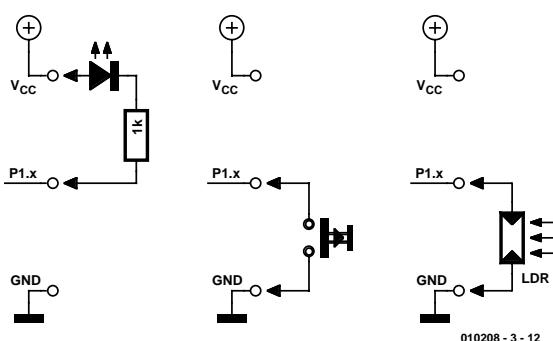 VCC
1k
P1.x
GND
VCC
P1.x
GND
VCC
P1.x
GND
LDR
010208 - 3 - 12